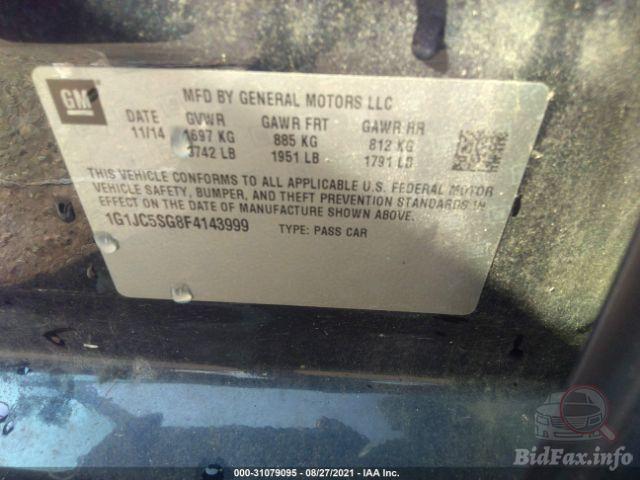 GM
MFD BY GENERAL MOTORS LLC
DATE GVWR GAWR FRT GAWR RR
11/14 1697 KG 885 KG 812 KG
3742 LB 1951 LB 1791 LB
THIS VEHICLE CONFORMS TO ALL APPLICABLE U.S. FEDERAL MOTOR
VEHICLE SAFETY, BUMPER, AND THEFT PREVENTION STANDARDS IN
EFFECT ON THE DATE OF MANUFACTURE SHOWN ABOVE.
1G1JC5SG8F4143999 TYPE: PASS CAR
BidFax.info
000-31079095 - 08/27/2021 - IAA Inc.